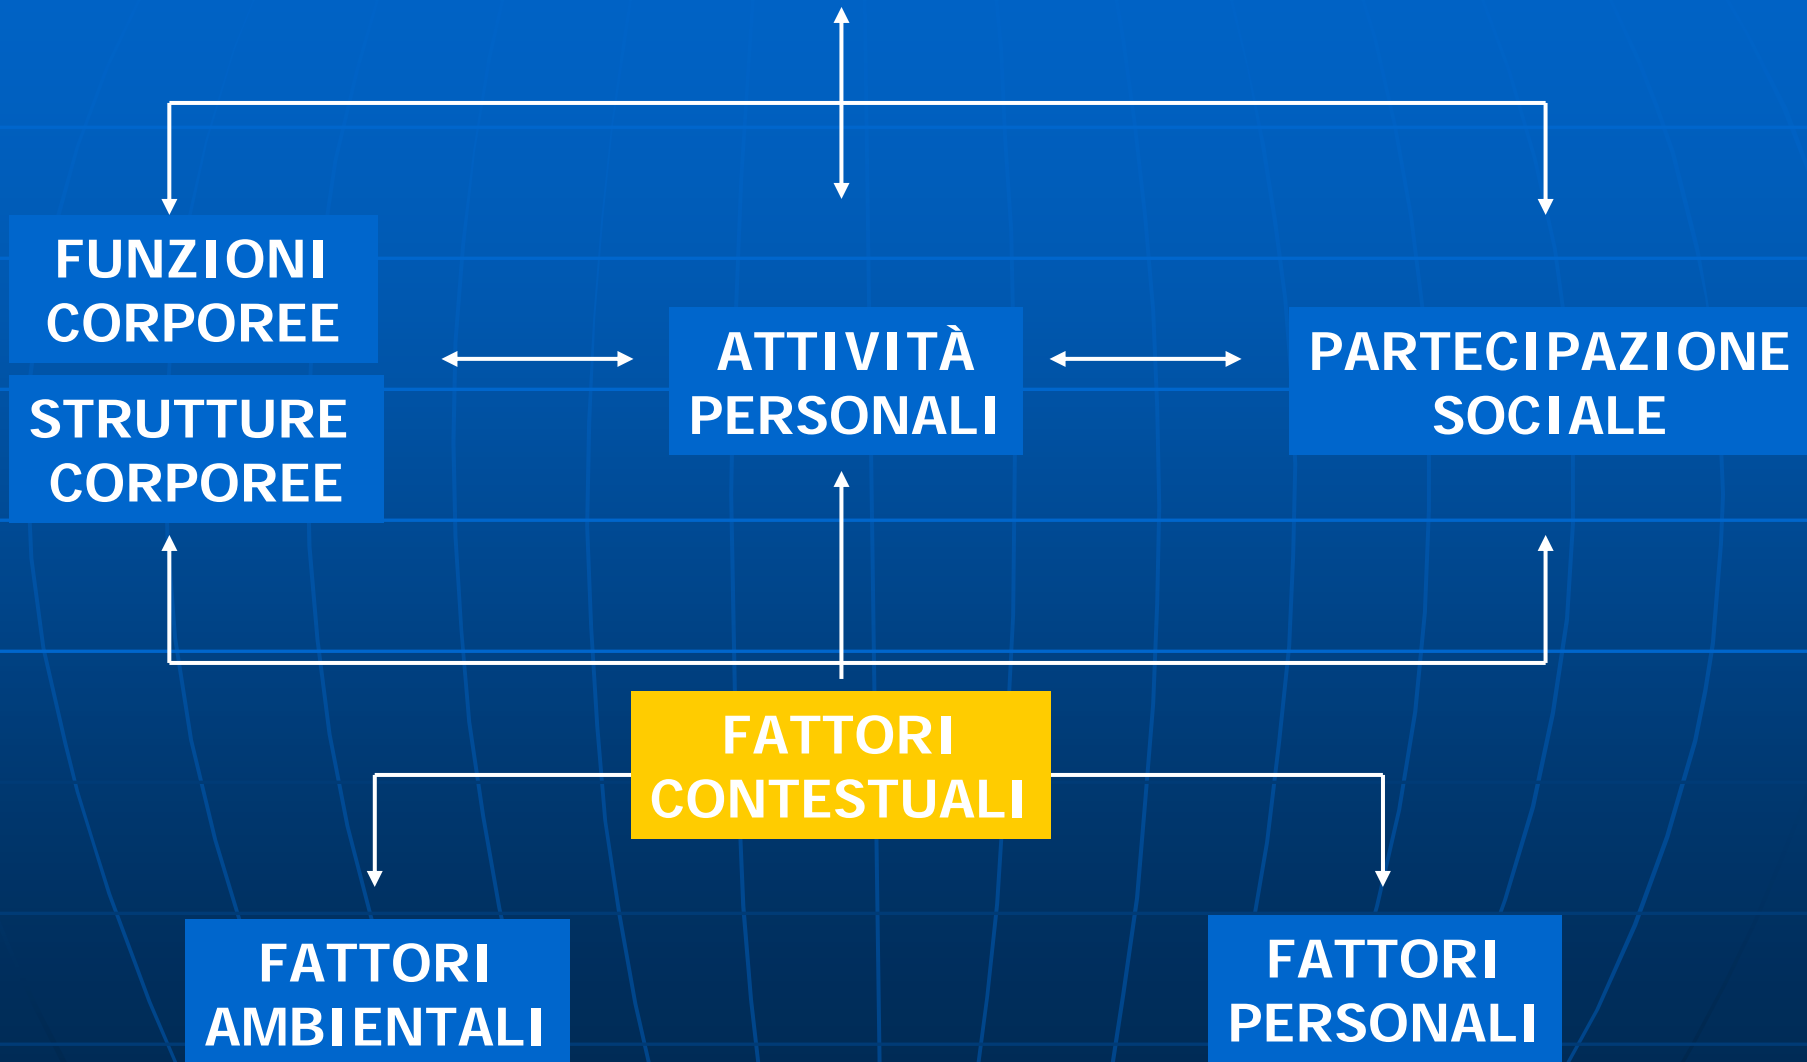 FUNZIONI
CORPOREE
STRUTTURE
CORPOREE
ATTIVITÀ
PERSONALI
PARTECIPAZIONE
SOCIALE
FATTORI
CONTESTUALI
FATTORI
AMBIENTALI
FATTORI
PERSONALI